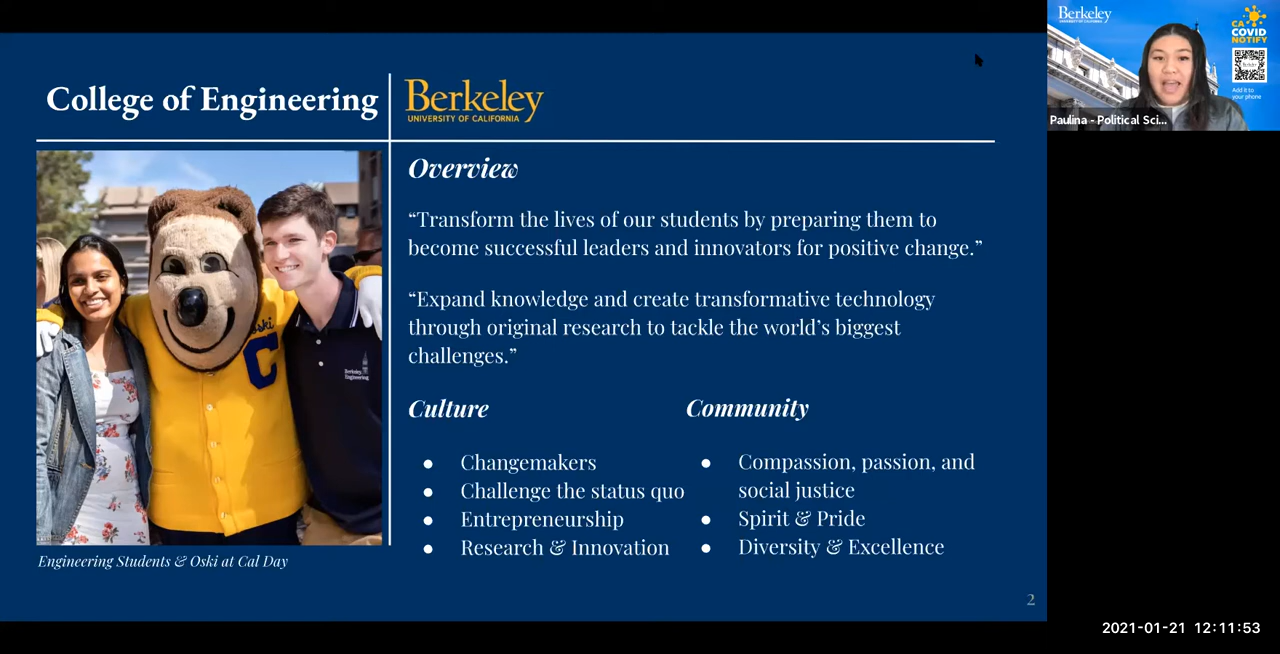 College of Engineering
Berkeley
UNIVERSITY OF CALIFORNIA
Overview
“Transform the lives of our students by preparing them to
become successful leaders and innovators for positive change.”
“Expand knowledge and create transformative technology
through original research to tackle the world’s biggest
challenges.”
Culture
● Changemakers
● Challenge the status quo
● Entrepreneurship
● Research & Innovation
Community
● Compassion, passion, and
social justice
● Spirit & Pride
● Diversity & Excellence
oski
C
Berkeley
Engineering
Engineering Students & Oski at Cal Day
2
Berkeley
UNIVERSITY OF CALIFORNIA
CA
COVID
NOTIFY
Add it to
your phone
Paulina - Political Sci...
2021-01-21 12:11:53